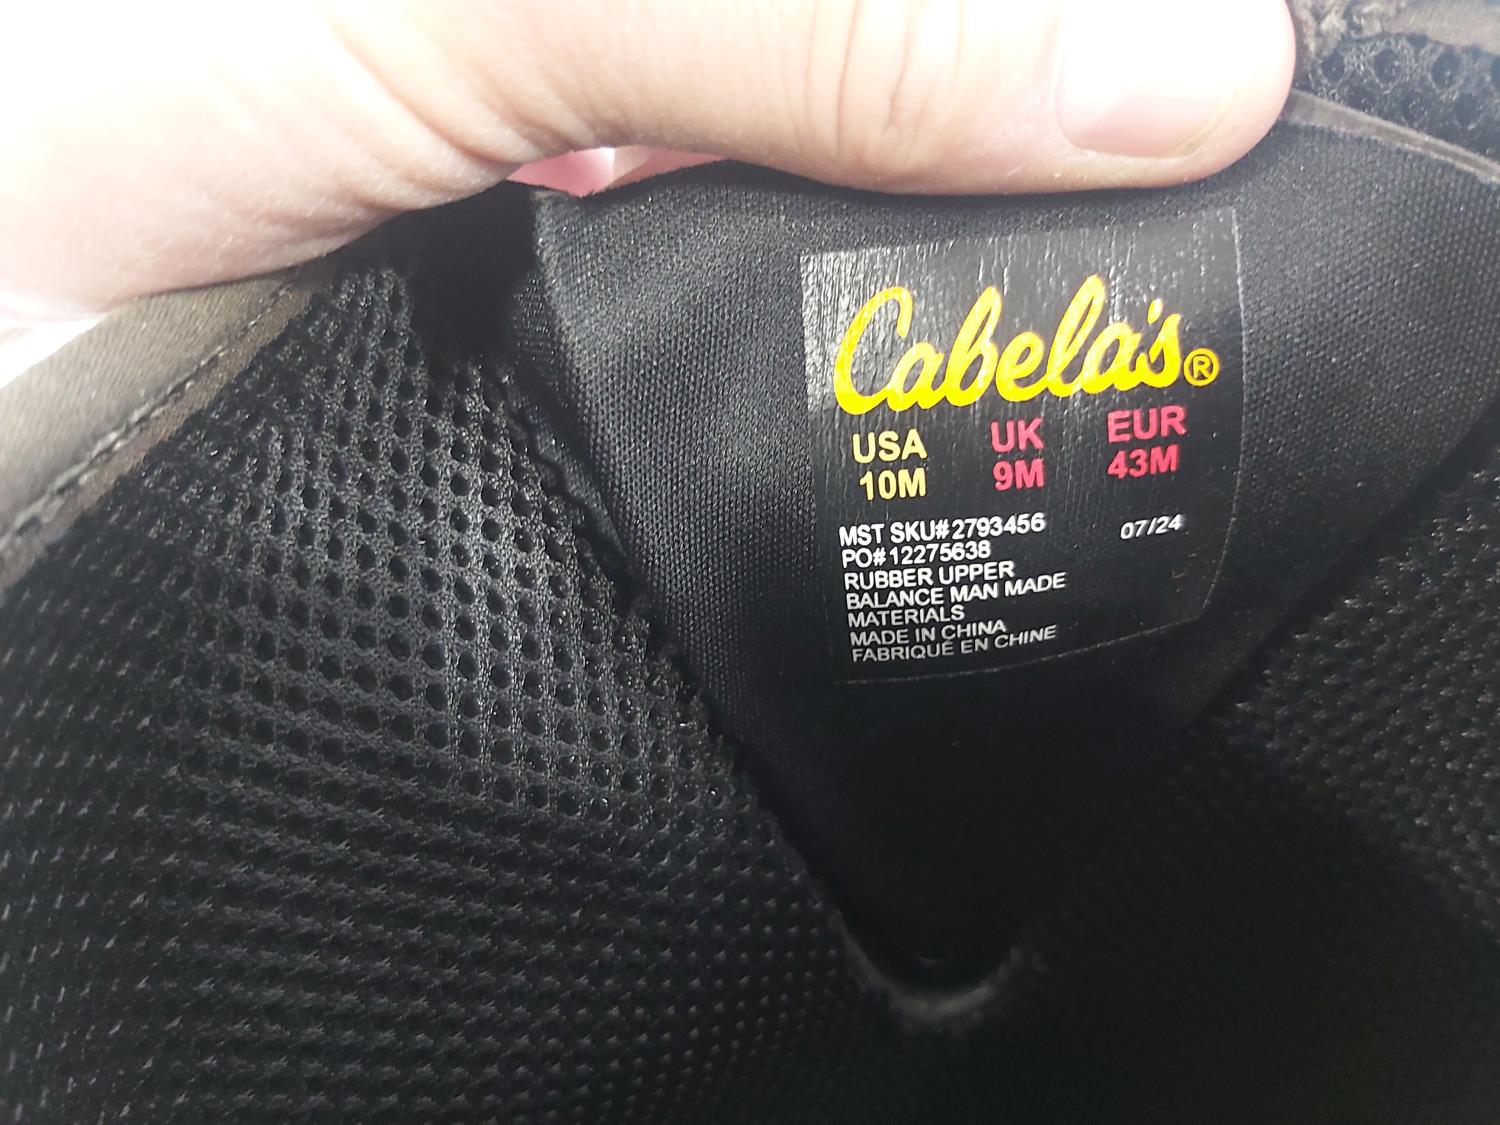 Cabela's®
USA UK EUR
10M 9M 43M
MST SKU#2793456 07/24
PO#12275638
RUBBER UPPER
BALANCE MAN MADE
MATERIALS
MADE IN CHINA
FABRIQUÉ EN CHINE